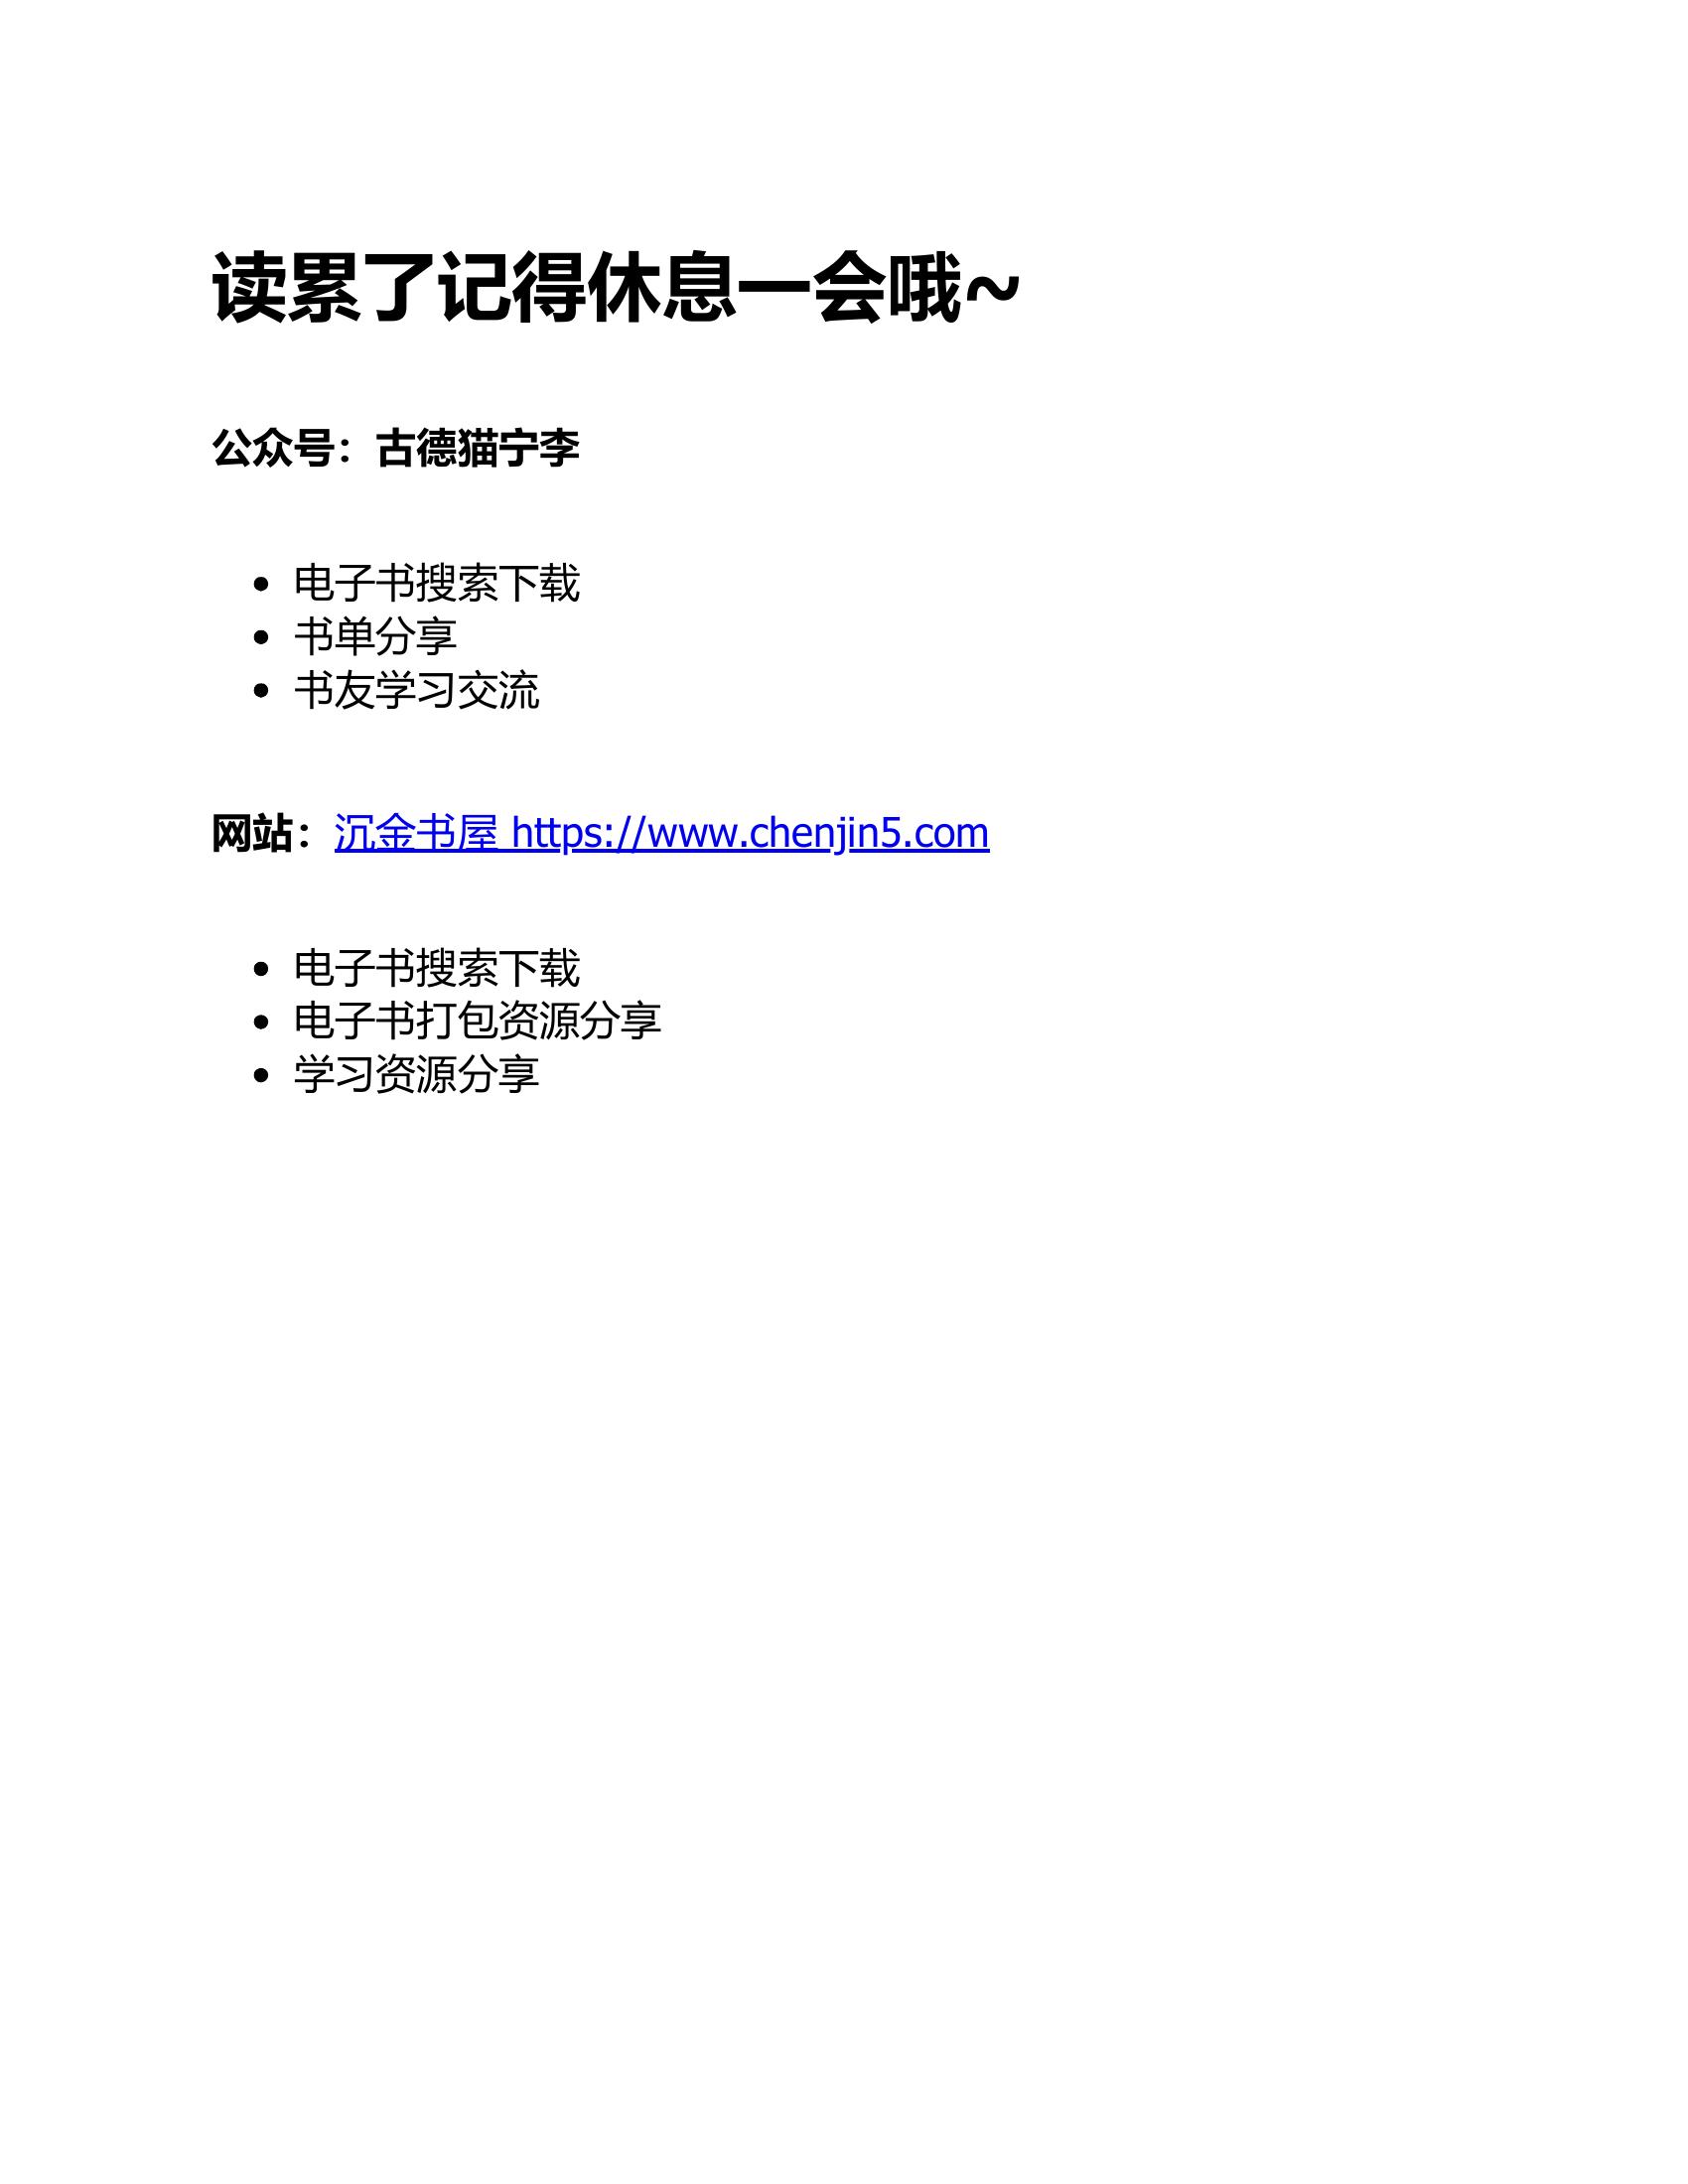 读累了记得休息一会哦~
公众号：古德猫宁李
• 电子书搜索下载
• 书单分享
• 书友学习交流
网站：沉金书屋 https://www.chenjin5.com
• 电子书搜索下载
• 电子书打包资源分享
• 学习资源分享